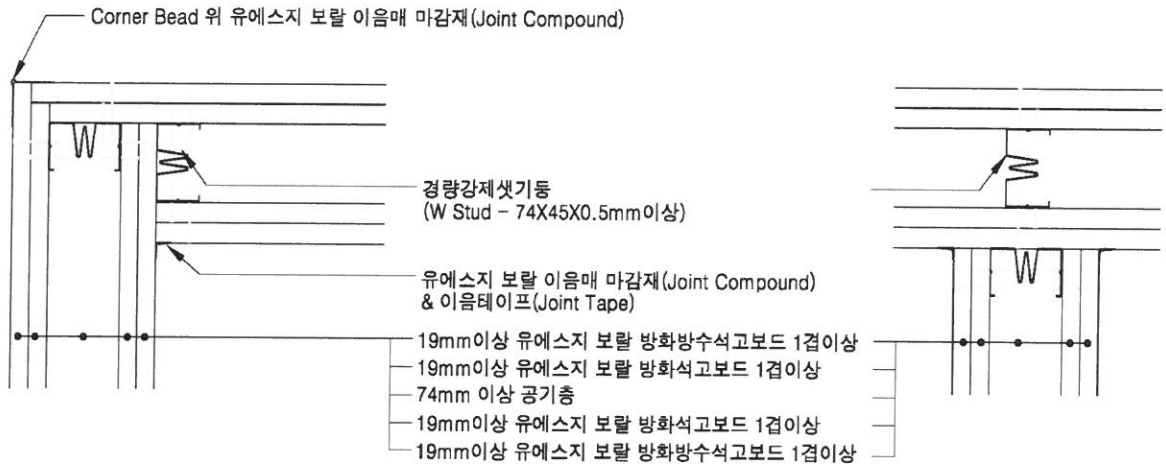 Corner Bead 위 유에스지 보랄 이음매 마감재(Joint Compound)
경량강제샛기둥
(W Stud - 74X45X0.5mm이상)
유에스지 보랄 이음매 마감재(Joint Compound)
& 이음테이프(Joint Tape)
19mm이상 유에스지 보랄 방화방수석고보드 1겹이상
19mm이상 유에스지 보랄 방화석고보드 1겹이상
74mm 이상 공기층
19mm이상 유에스지 보랄 방화석고보드 1겹이상
19mm이상 유에스지 보랄 방화방수석고보드 1겹이상